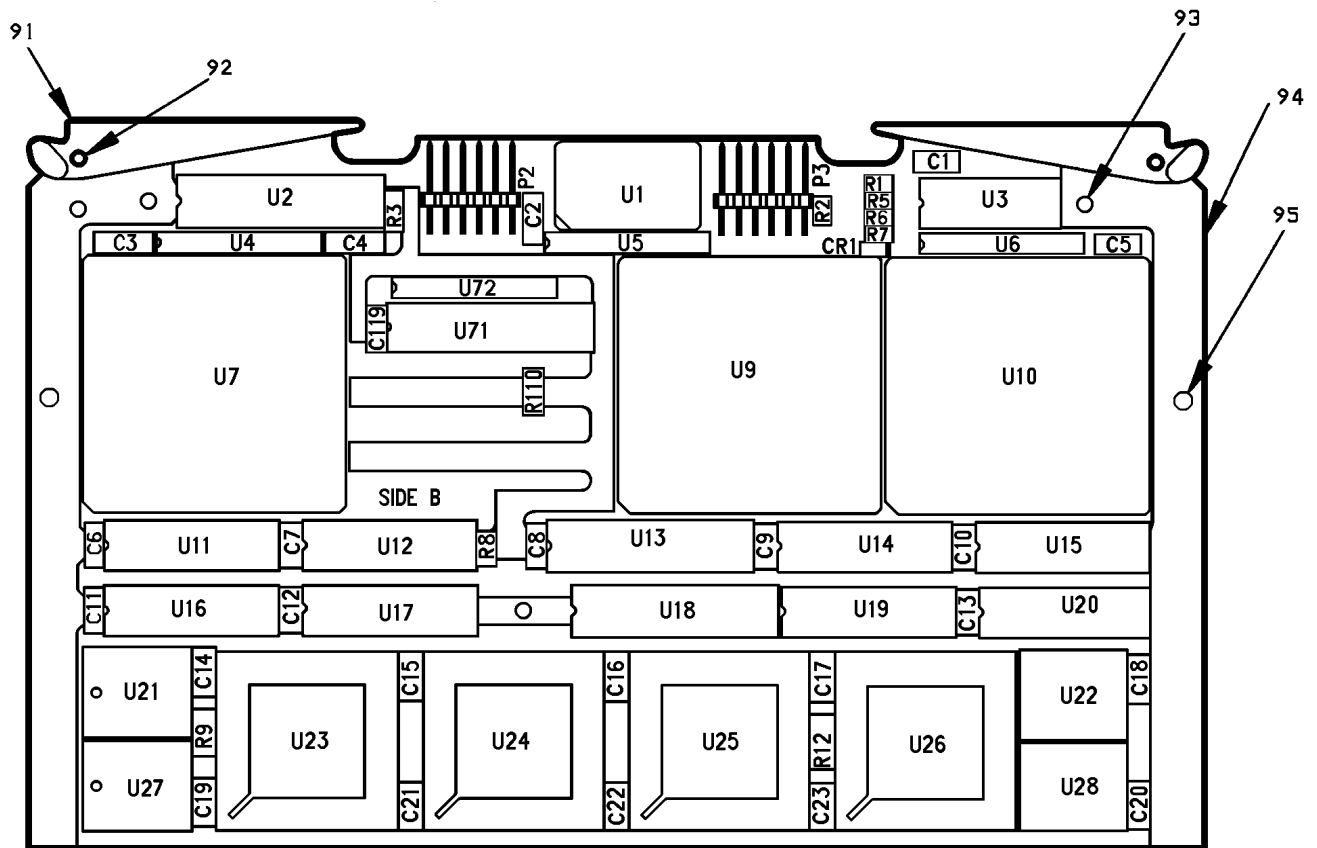 91
92
93
94
95
C1
P2
P3
U1
U2
R3
C2
R2
R1
R5
R6
R7
U3
C3
U4
C4
U5
CR1
U6
C5
U72
C119
U71
U7
R110
U9
U10
SIDE B
C6
U11
C7
U12
R8
C8
U13
C9
U14
C10
U15
C11
U16
C12
U17
U18
U19
C13
U20
U21
C14
C15
C16
C17
U22
C18
R9
U23
U24
U25
R12
U26
U27
C19
C21
C22
C23
U28
C20